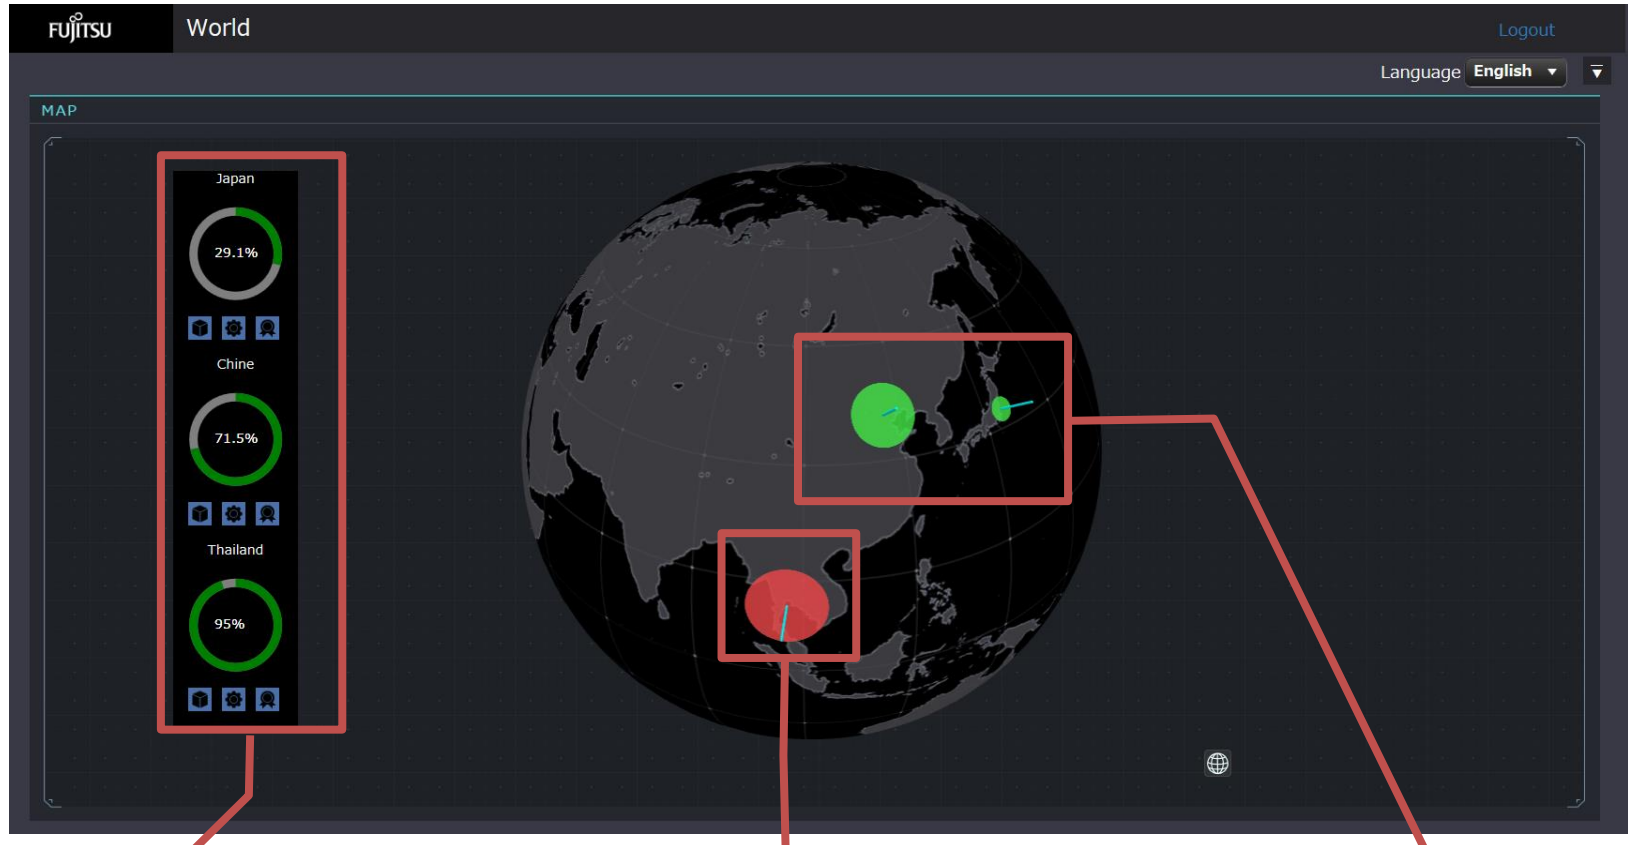 FUJITSU
World
Logout
Language English
MAP
Japan
29.1%
Chine
71.5%
Thailand
95%